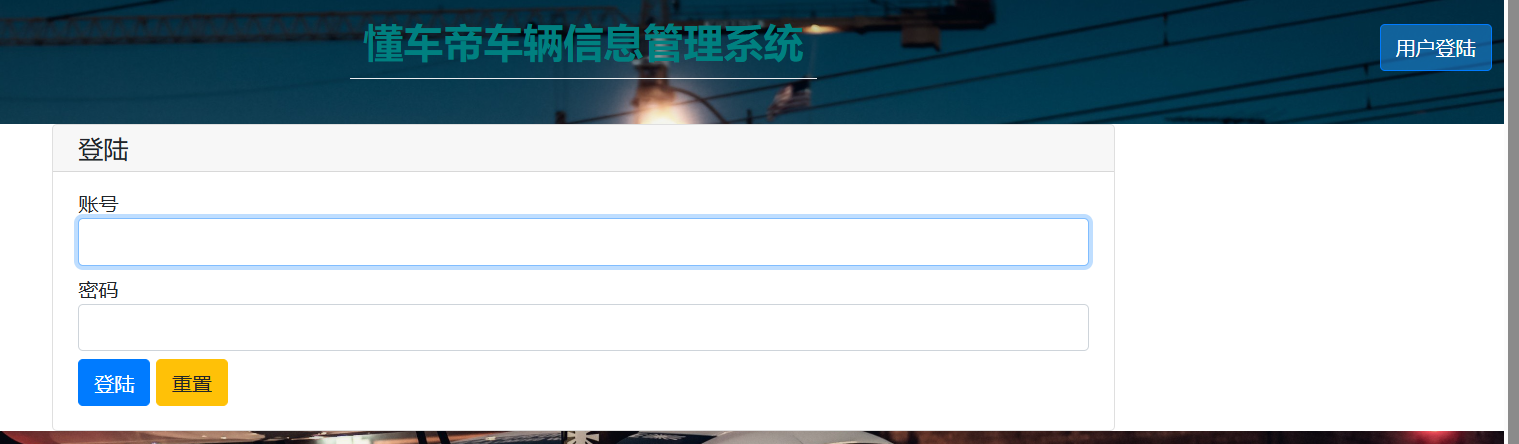 懂车帝车辆信息管理系统
用户登陆
登陆
账号
密码
登陆 重置